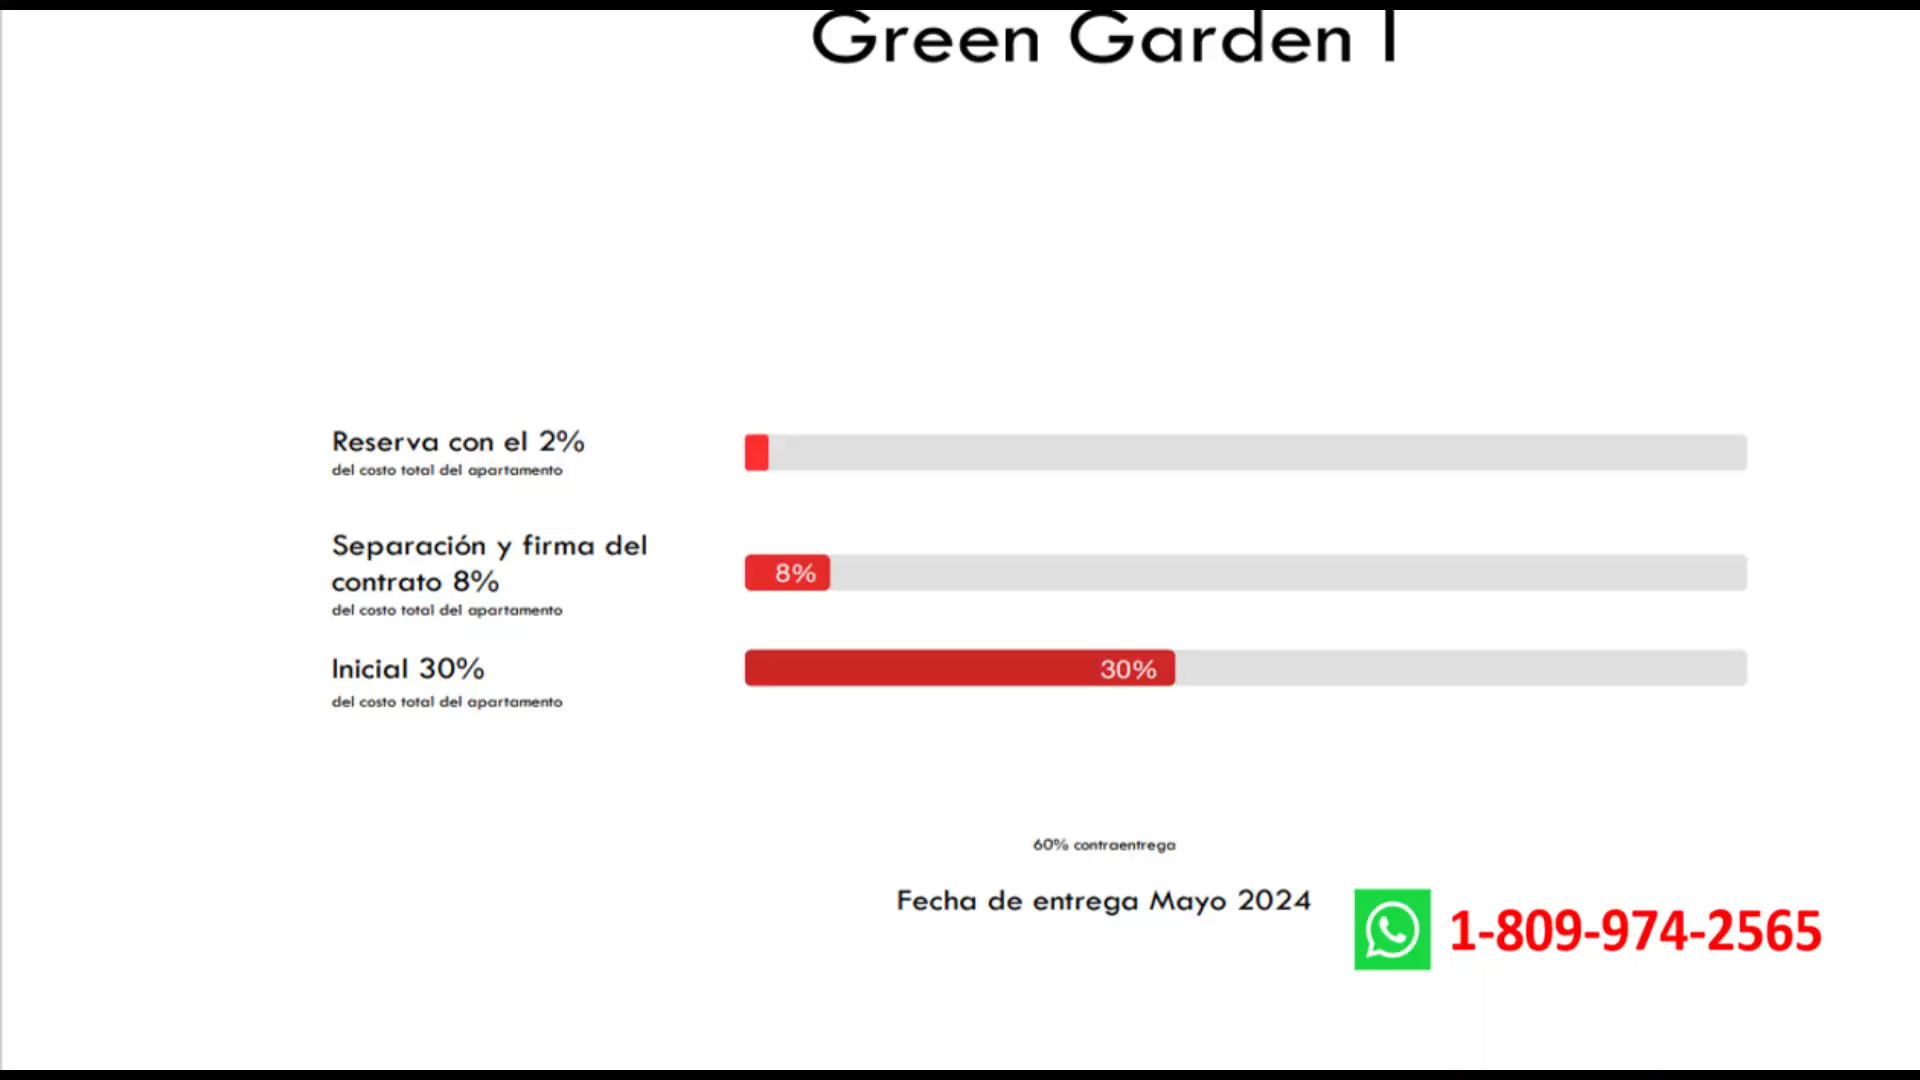 Green Garden I
Reserva con el 2%
del costo total del apartamento
Separación y firma del
contrato 8%
del costo total del apartamento
8%
Inicial 30%
del costo total del apartamento
30%
60% contraentrega
Fecha de entrega Mayo 2024
1-809-974-2565